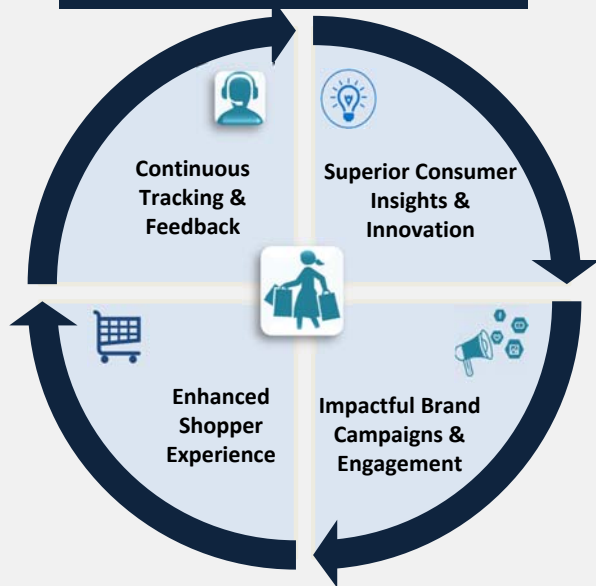 Continuous
Tracking &
Feedback
Superior Consumer
Insights &
Innovation
Enhanced
Shopper
Experience
Impactful Brand
Campaigns &
Engagement